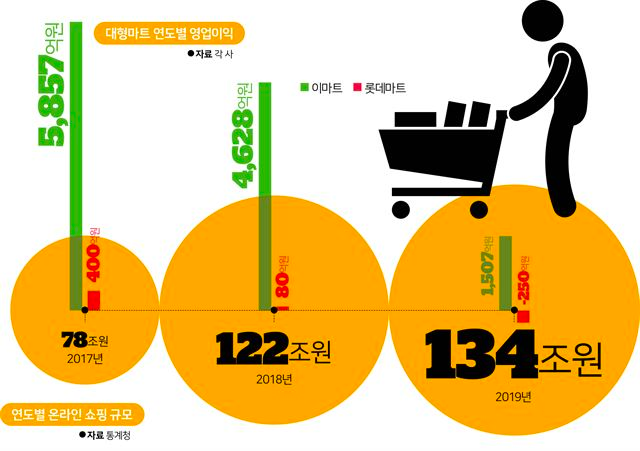 대형마트 연도별 영업이익
●자료 각 사
이마트 롯데마트
5,857억원
400억원
4,628억원
80억원
1,507억원
-250억원
78조원
2017년
122조원
2018년
134조원
2019년
연도별 온라인 쇼핑 규모
●자료 통계청